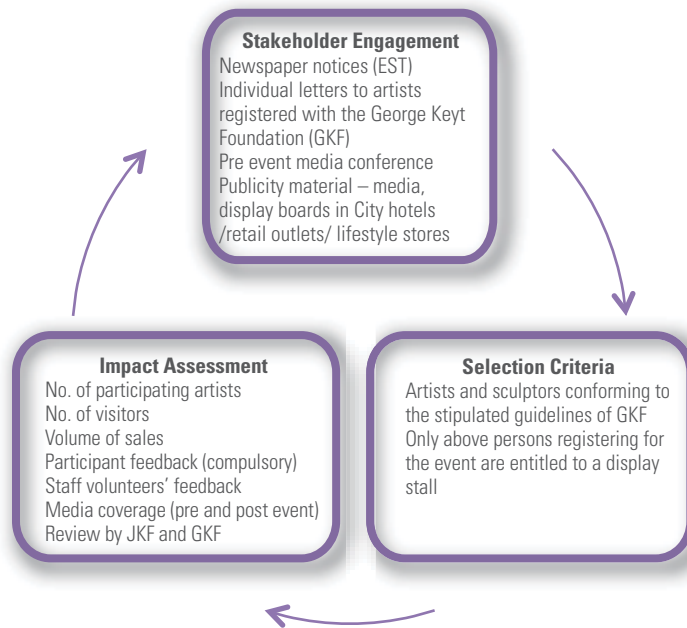 Stakeholder Engagement
Newspaper notices (EST)
Individual letters to artists
registered with the George Keyt
Foundation (GKF)
Pre event media conference
Publicity material – media,
display boards in City hotels
/retail outlets/ lifestyle stores
Impact Assessment
No. of participating artists
No. of visitors
Volume of sales
Participant feedback (compulsory)
Staff volunteers’ feedback
Media coverage (pre and post event)
Review by JKF and GKF
Selection Criteria
Artists and sculptors conforming to
the stipulated guidelines of GKF
Only above persons registering for
the event are entitled to a display
stall